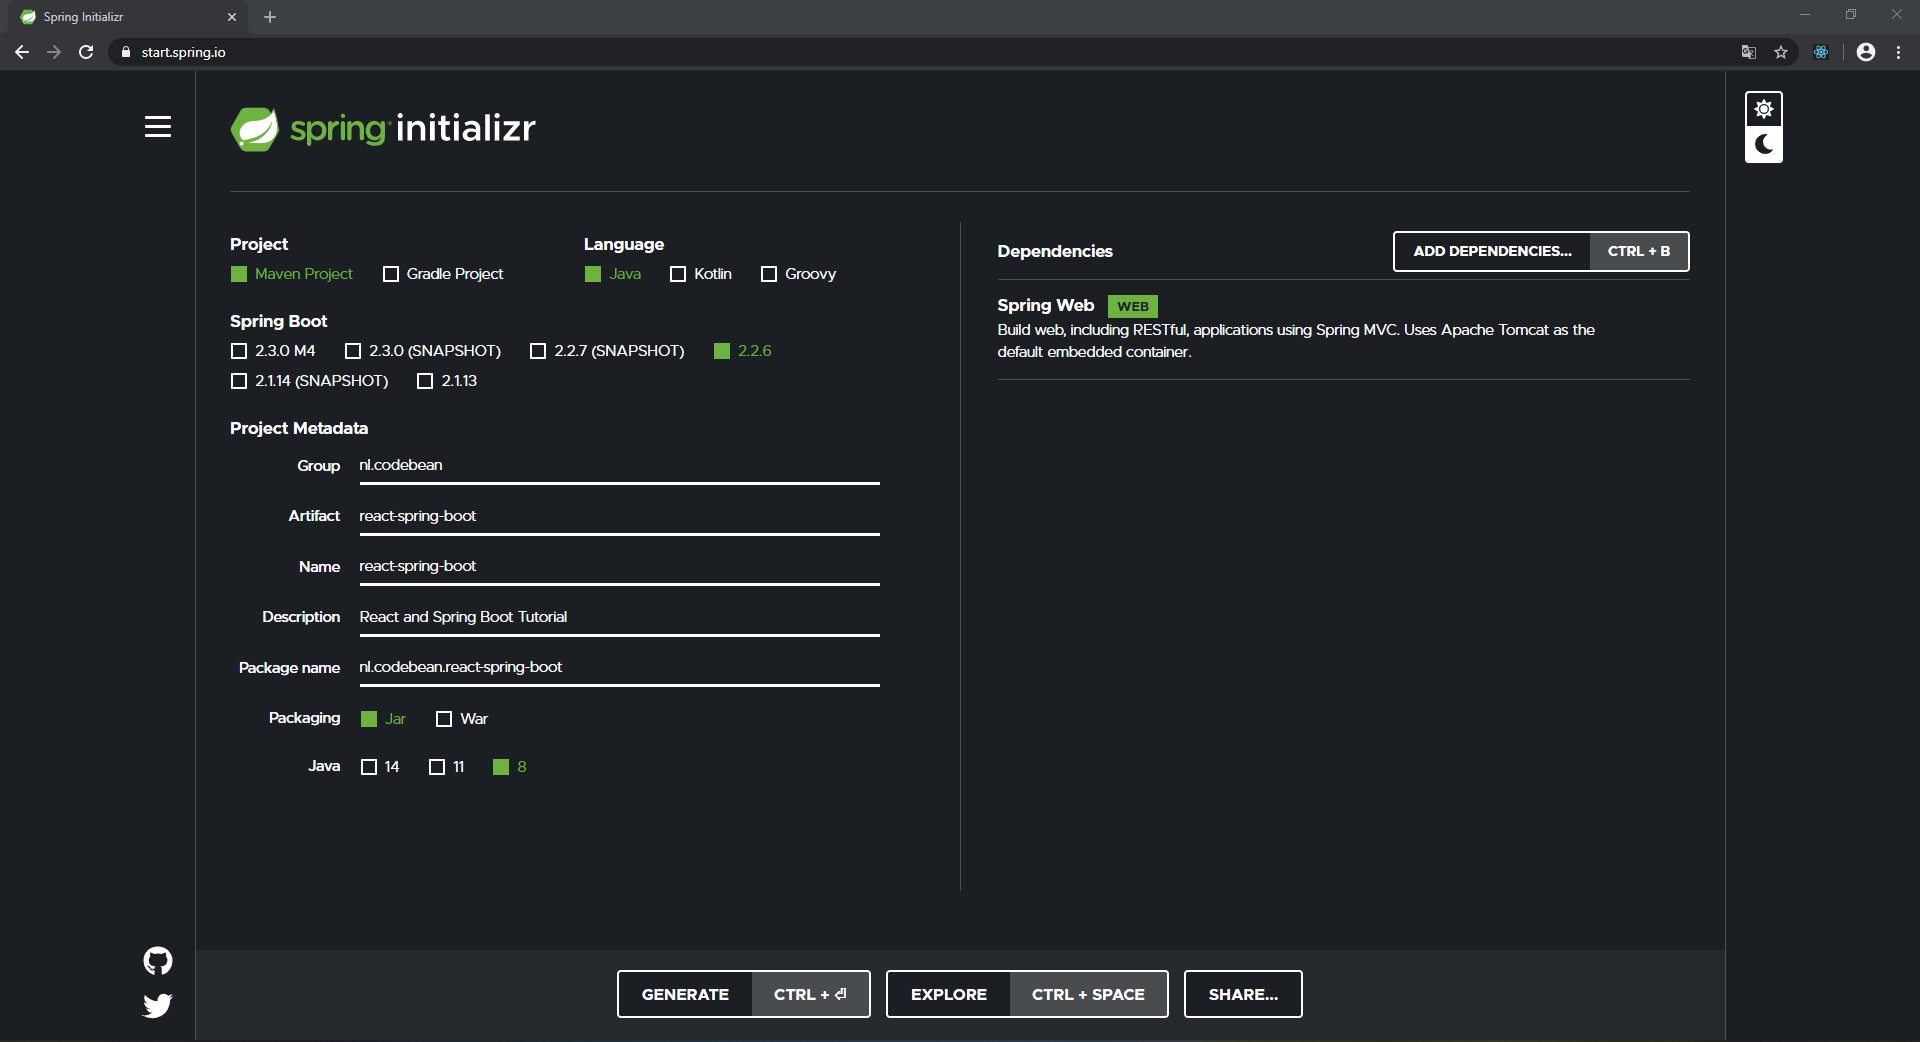 Spring Initializr
start.spring.io
spring initializr
Project
Maven Project Gradle Project
Language
Java Kotlin Groovy
Spring Boot
2.3.0 M4 2.3.0 (SNAPSHOT) 2.2.7 (SNAPSHOT) 2.2.6
2.1.14 (SNAPSHOT) 2.1.13
Project Metadata
Group nl.codebean
Artifact react-spring-boot
Name react-spring-boot
Description React and Spring Boot Tutorial
Package name nl.codebean.react-spring-boot
Packaging Jar War
Java 14 11 8
Dependencies ADD DEPENDENCIES... CTRL + B
Spring Web WEB
Build web, including RESTful, applications using Spring MVC. Uses Apache Tomcat as the
default embedded container.
GENERATE CTRL + ⏎ EXPLORE CTRL + SPACE SHARE...